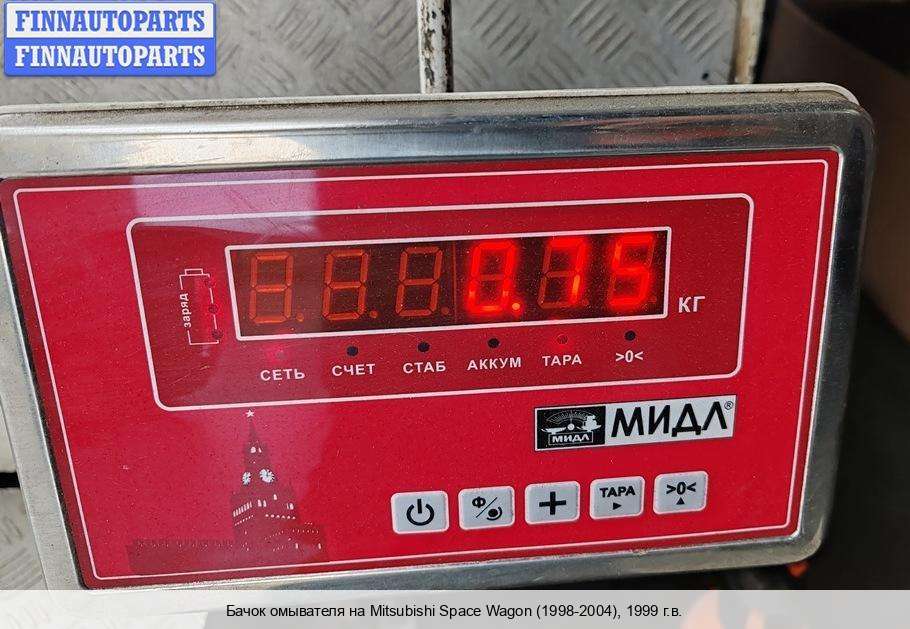 FINNAUTOPARTS
FINNAUTOPARTS
0.75
КГ
заряд
СЕТЬ СЧЕТ СТАБ АККУМ ТАРА >0<
МИДЛ МИДЛ®
Ф/ + ТАРА >0<
Бачок омывателя на Mitsubishi Space Wagon (1998-2004), 1999 г.в.